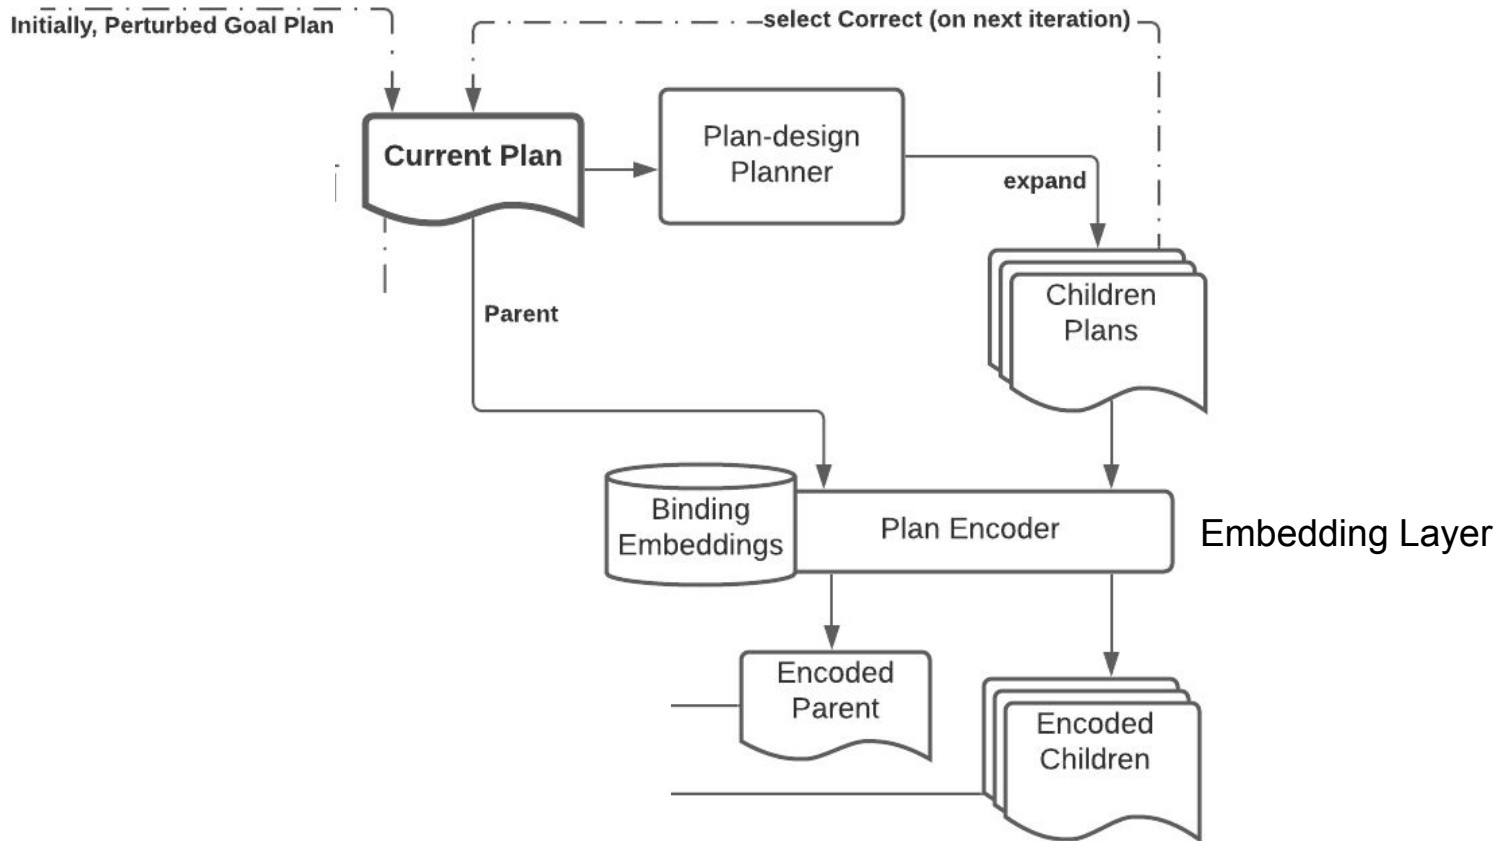 Initially, Perturbed Goal Plan
select Correct (on next iteration)
Current Plan
Plan-design
Planner
expand
Children
Plans
Parent
Binding
Embeddings
Plan Encoder
Embedding Layer
Encoded
Parent
Encoded
Children